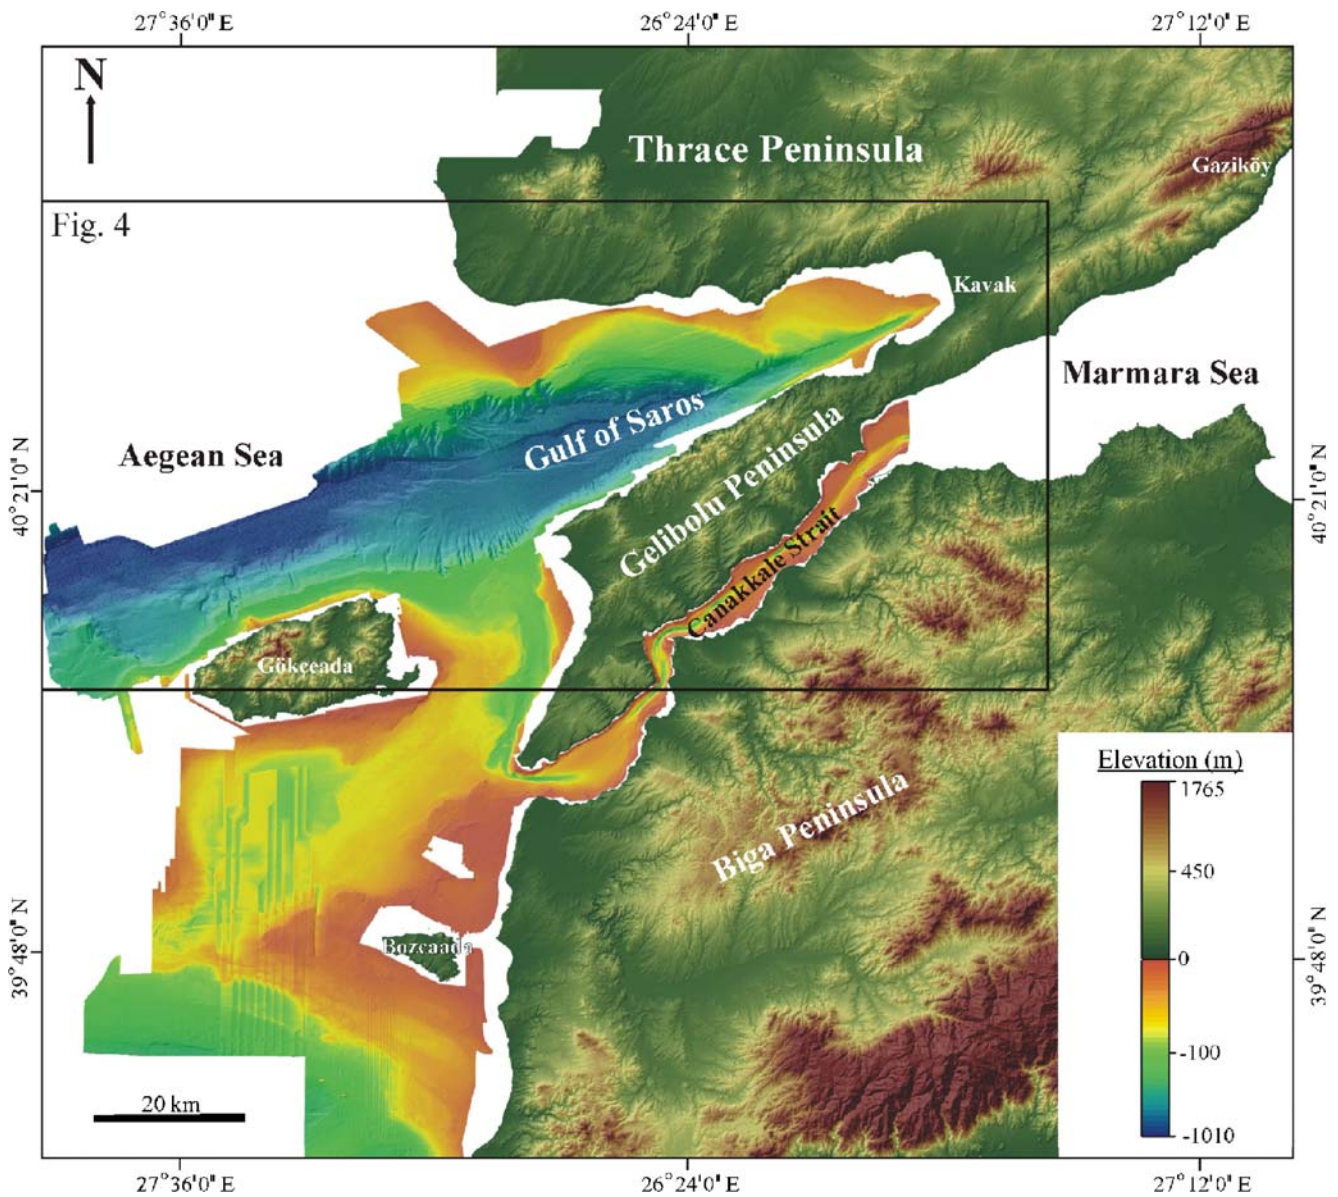 27°36'0" E
26°24'0" E
27°12'0" E
N
Thrace Peninsula
Gaziköy
Fig. 4
Kavak
Marmara Sea
Gulf of Saros
Aegean Sea
Gelibolu Peninsula
40°21'0" N
40°21'0" N
Canakkale Strait
Gökceada
Elevation (m)
1765
450
0
-100
-1010
Biga Peninsula
Bozcaada
39°48'0" N
39°48'0" N
20 km
27°36'0" E
26°24'0" E
27°12'0" E